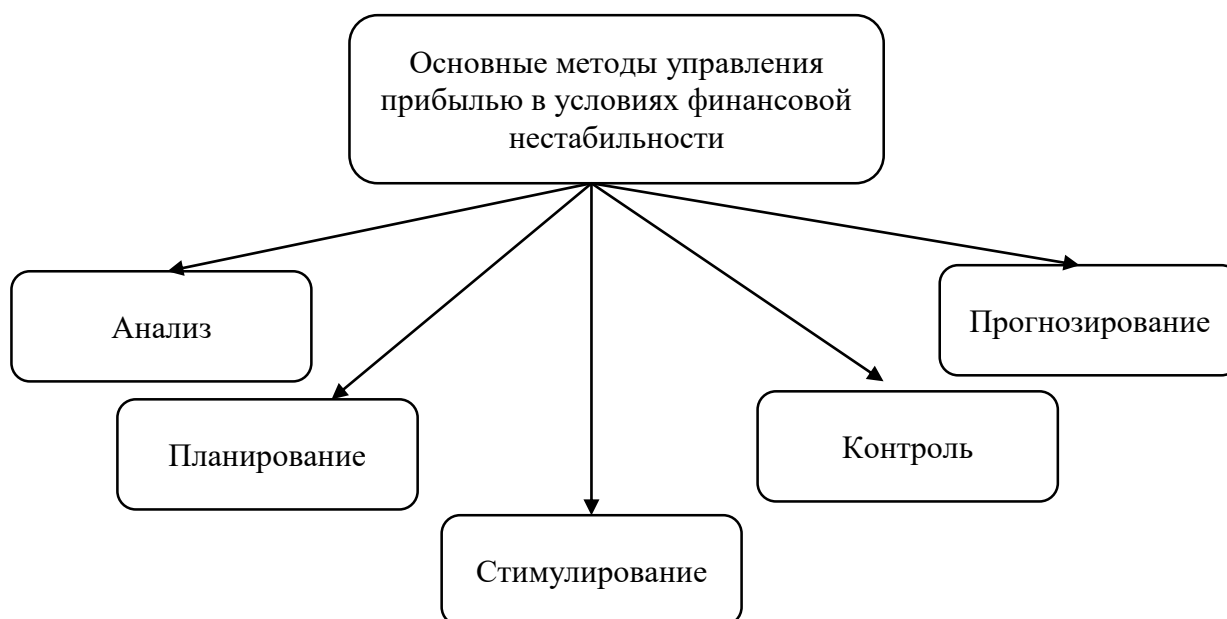 Основные методы управления
прибылью в условиях финансовой
нестабильности
Анализ
Прогнозирование
Планирование
Контроль
Стимулирование